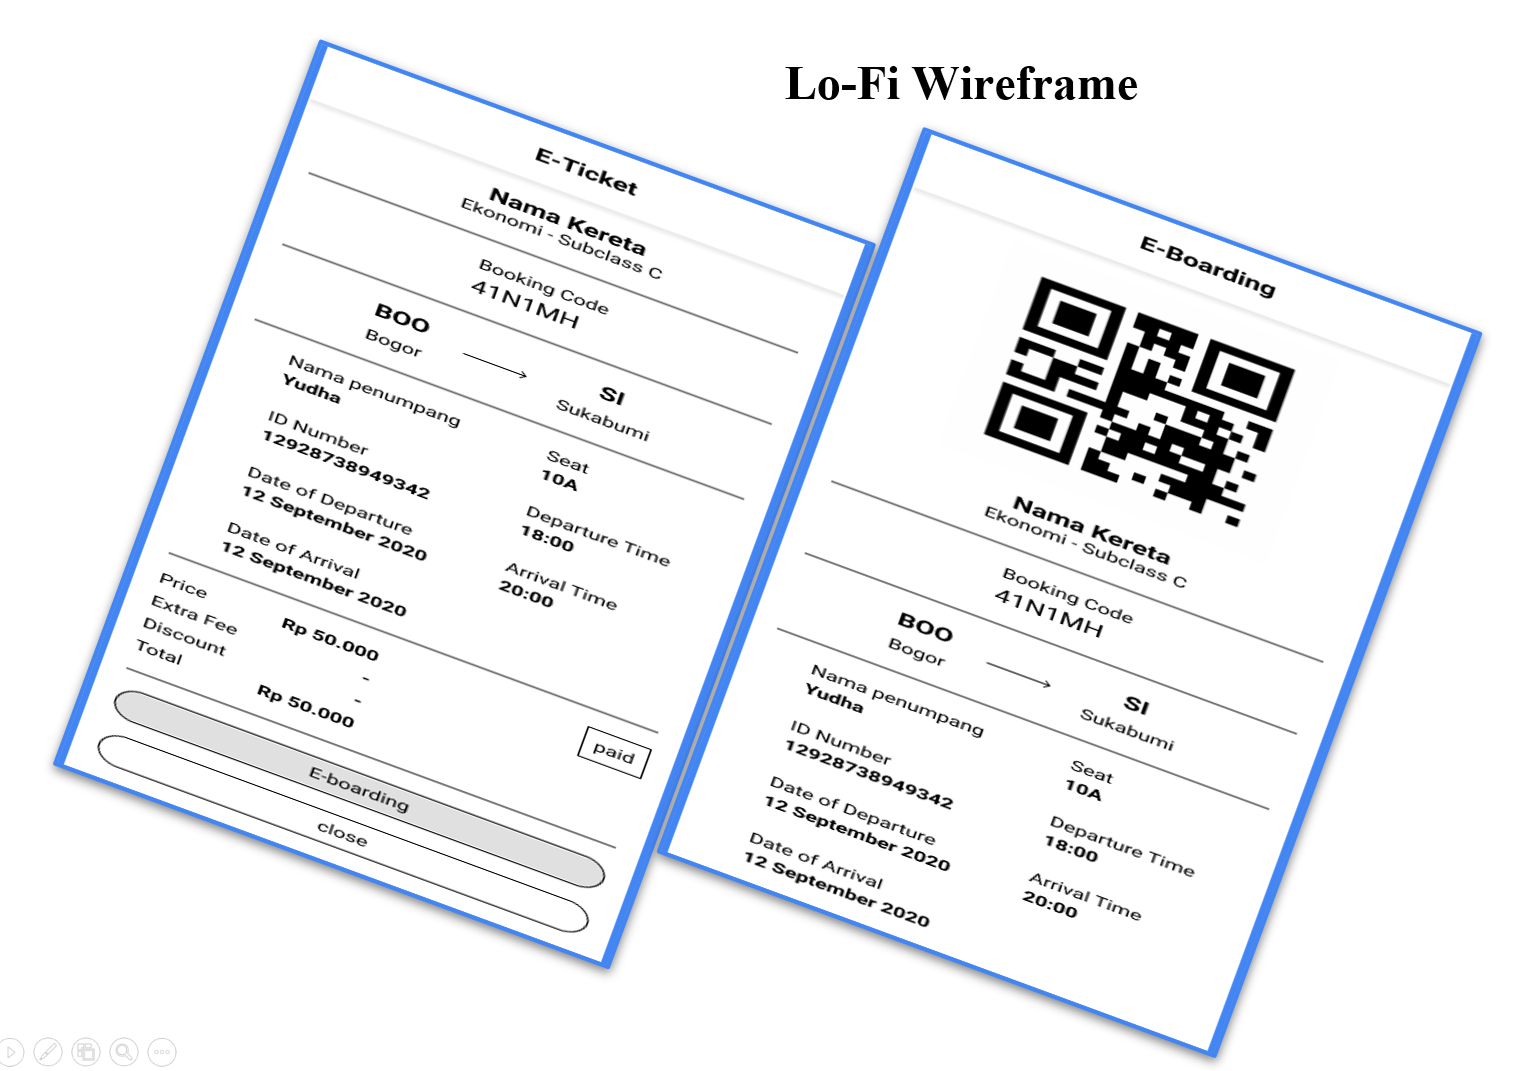 Lo-Fi Wireframe
E-Ticket
Nama Kereta
Ekonomi - Subclass C
Booking Code
41N1MH
BOO
Bogor
SI
Sukabumi
Nama penumpang
Yudha
ID Number
12928738949342
Seat
10A
Date of Departure
12 September 2020
Departure Time
18:00
Date of Arrival
12 September 2020
Arrival Time
20:00
Price Rp 50.000
Extra Fee -
Discount -
Total Rp 50.000
paid
E-boarding
close
E-Boarding
Nama Kereta
Ekonomi - Subclass C
Booking Code
41N1MH
BOO
Bogor
SI
Sukabumi
Nama penumpang
Yudha
ID Number
12928738949342
Seat
10A
Date of Departure
12 September 2020
Departure Time
18:00
Date of Arrival
12 September 2020
Arrival Time
20:00